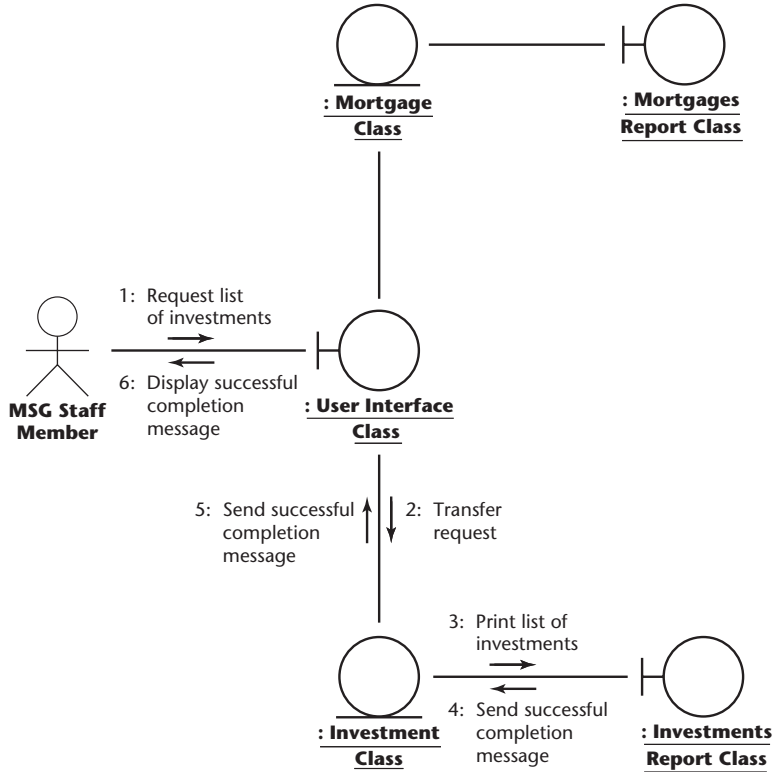 : Mortgage
Class
: Mortgages
Report Class
1: Request list
of investments
6: Display successful
completion
message
MSG Staff
Member
: User Interface
Class
5: Send successful
completion
message
2: Transfer
request
3: Print list of
investments
4: Send successful
completion
message
: Investment
Class
: Investments
Report Class